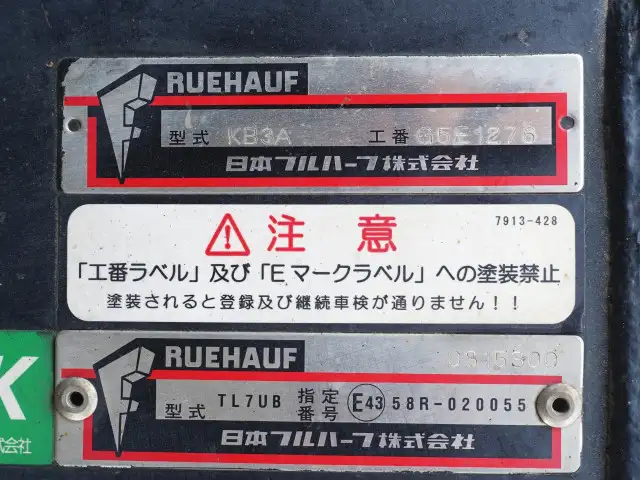 RUEHAUF
型式 KB3A 工番 G5E1276
日本フルハーフ株式会社
注意 7913-428
「工番ラベル」及び「Eマークラベル」への塗装禁止
塗装されると登録及び継続車検が通りません!!
RUEHAUF
型式 TL7UB 指定番号 E43 58R-020055
日本フルハーフ株式会社
K
式会社